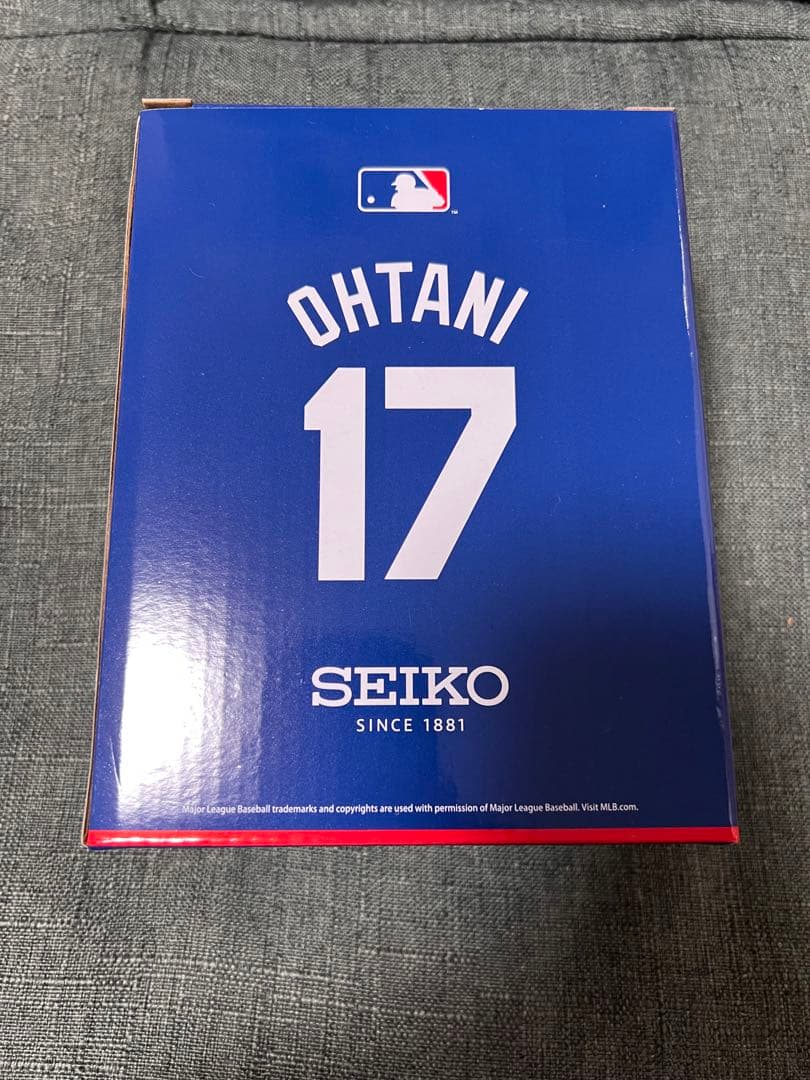 TM
OHTANI
17
SEIKO
SINCE 1881
Major League Baseball trademarks and copyrights are used with permission of Major League Baseball. Visit MLB.com.